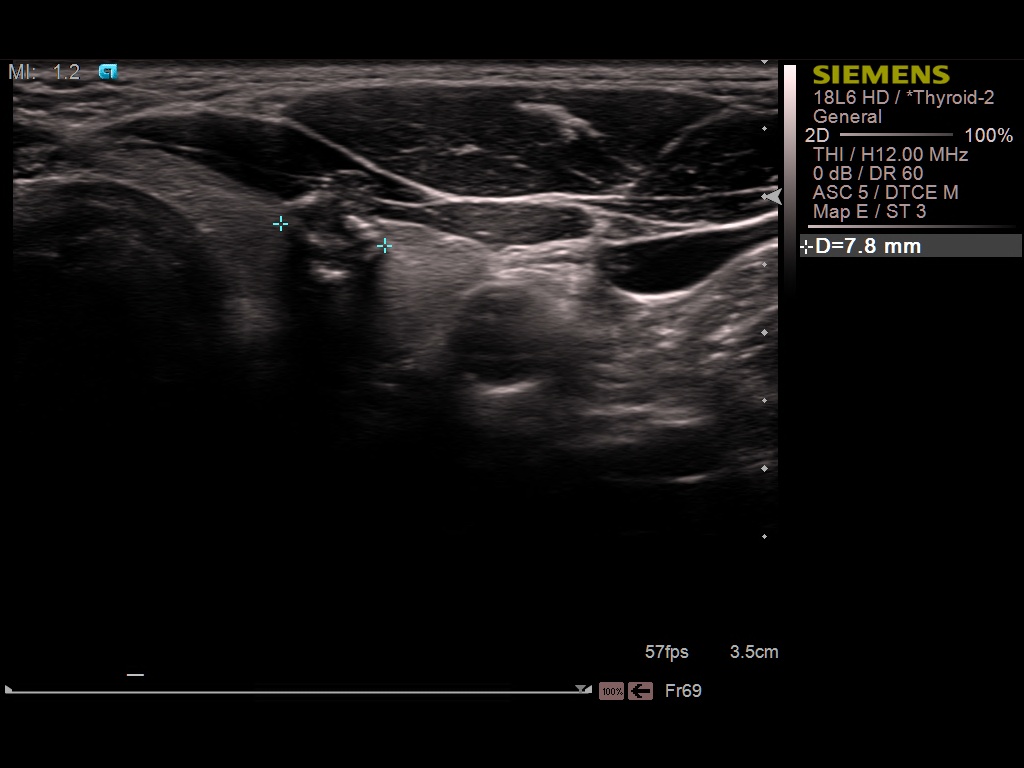 MI: 1.2
SIEMENS
18L6 HD / *Thyroid-2
General
2D 100%
THI / H12.00 MHz
0 dB / DR 60
ASC 5 / DTCE M
Map E / ST 3
D=7.8 mm
57fps 3.5cm
100% Fr69